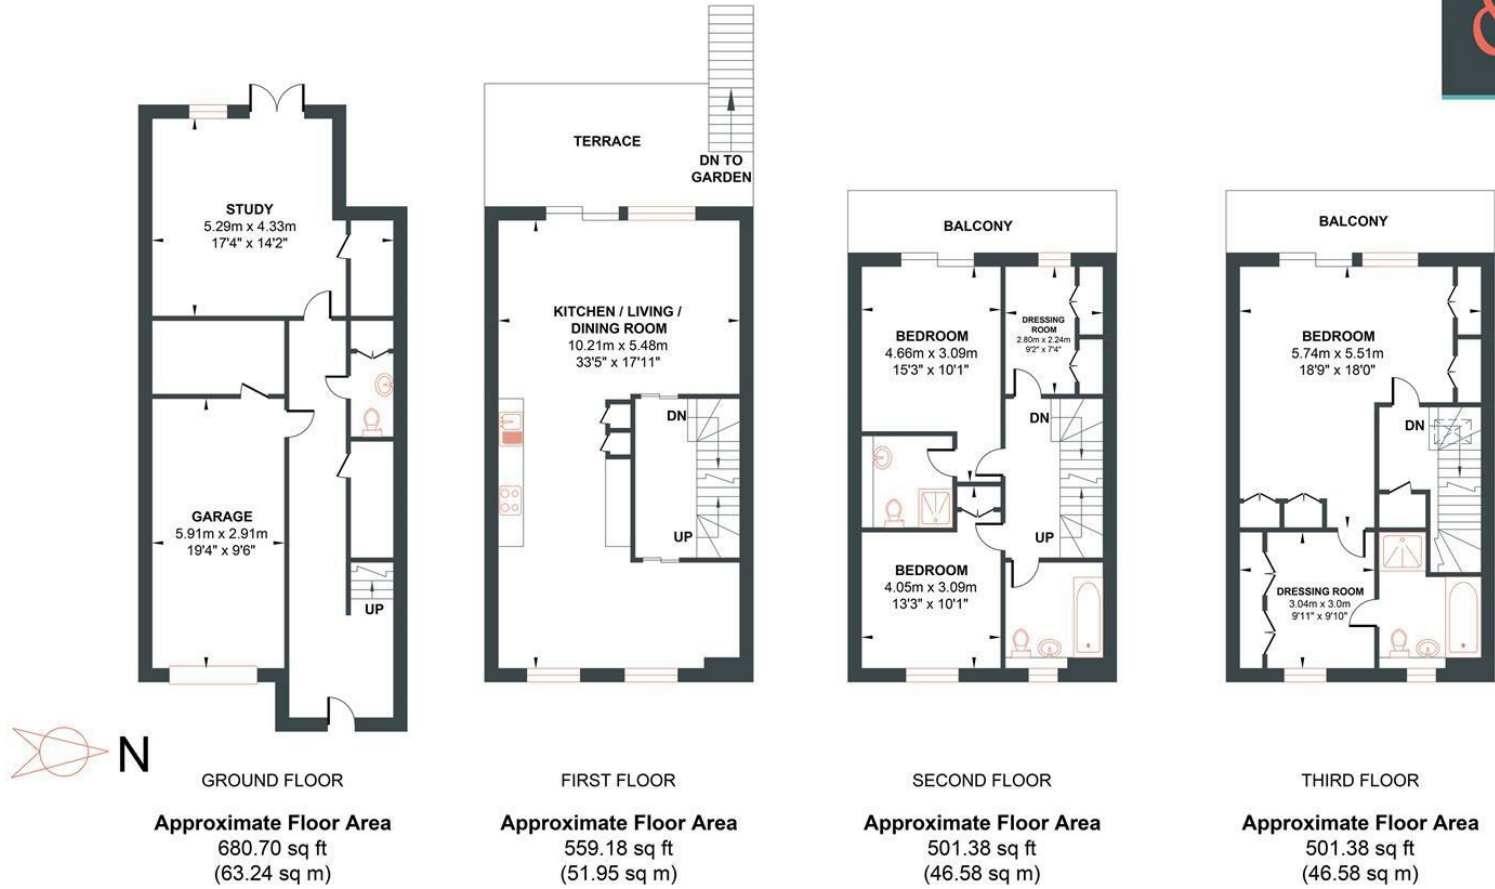 &
TERRACE
DN TO
GARDEN
STUDY
5.29m x 4.33m
17'4" x 14'2"
BALCONY
BALCONY
KITCHEN / LIVING /
DINING ROOM
10.21m x 5.48m
33'5" x 17'11"
BEDROOM
4.66m x 3.09m
15'3" x 10'1"
DRESSING
ROOM
2.80m x 2.24m
9'2" x 7'4"
BEDROOM
5.74m x 5.51m
18'9" x 18'0"
DN
DN
DN
GARAGE
5.91m x 2.91m
19'4" x 9'6"
UP
UP
BEDROOM
4.05m x 3.09m
13'3" x 10'1"
DRESSING ROOM
3.04m x 3.0m
9'11" x 9'10"
UP
N
GROUND FLOOR
Approximate Floor Area
680.70 sq ft
(63.24 sq m)
FIRST FLOOR
Approximate Floor Area
559.18 sq ft
(51.95 sq m)
SECOND FLOOR
Approximate Floor Area
501.38 sq ft
(46.58 sq m)
THIRD FLOOR
Approximate Floor Area
501.38 sq ft
(46.58 sq m)